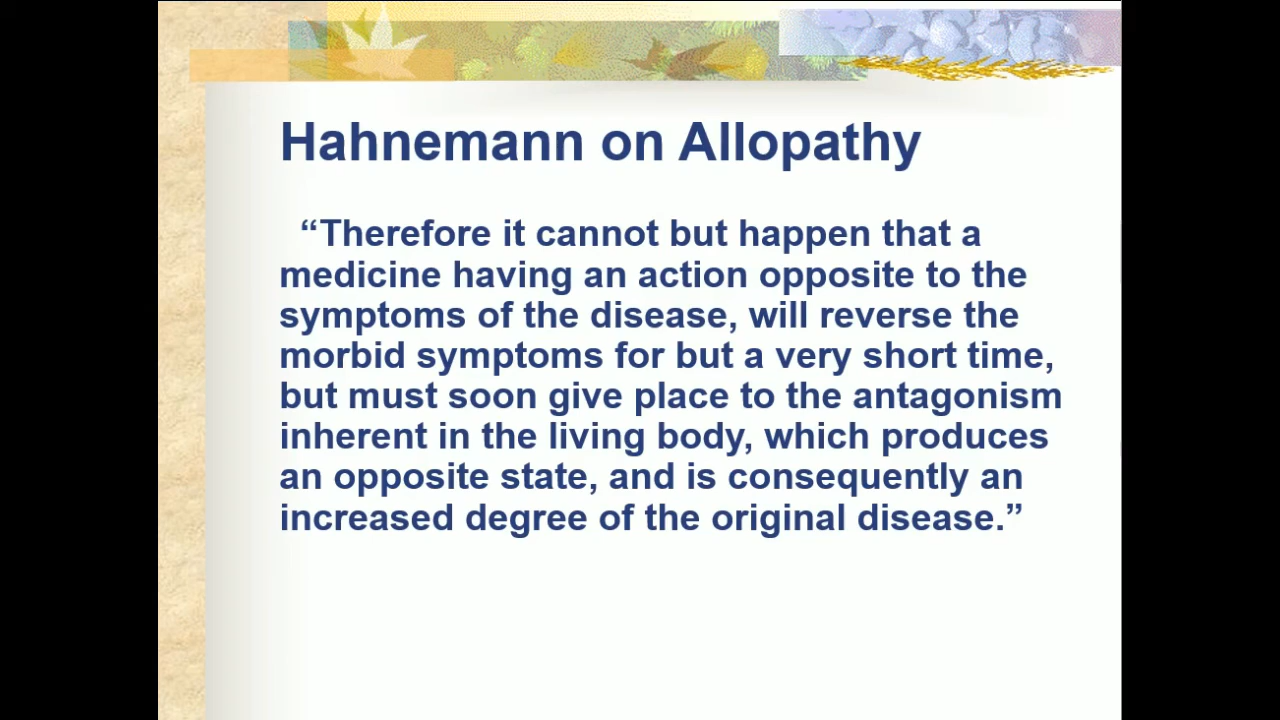 Hahnemann on Allopathy
“Therefore it cannot but happen that a
medicine having an action opposite to the
symptoms of the disease, will reverse the
morbid symptoms for but a very short time,
but must soon give place to the antagonism
inherent in the living body, which produces
an opposite state, and is consequently an
increased degree of the original disease.”